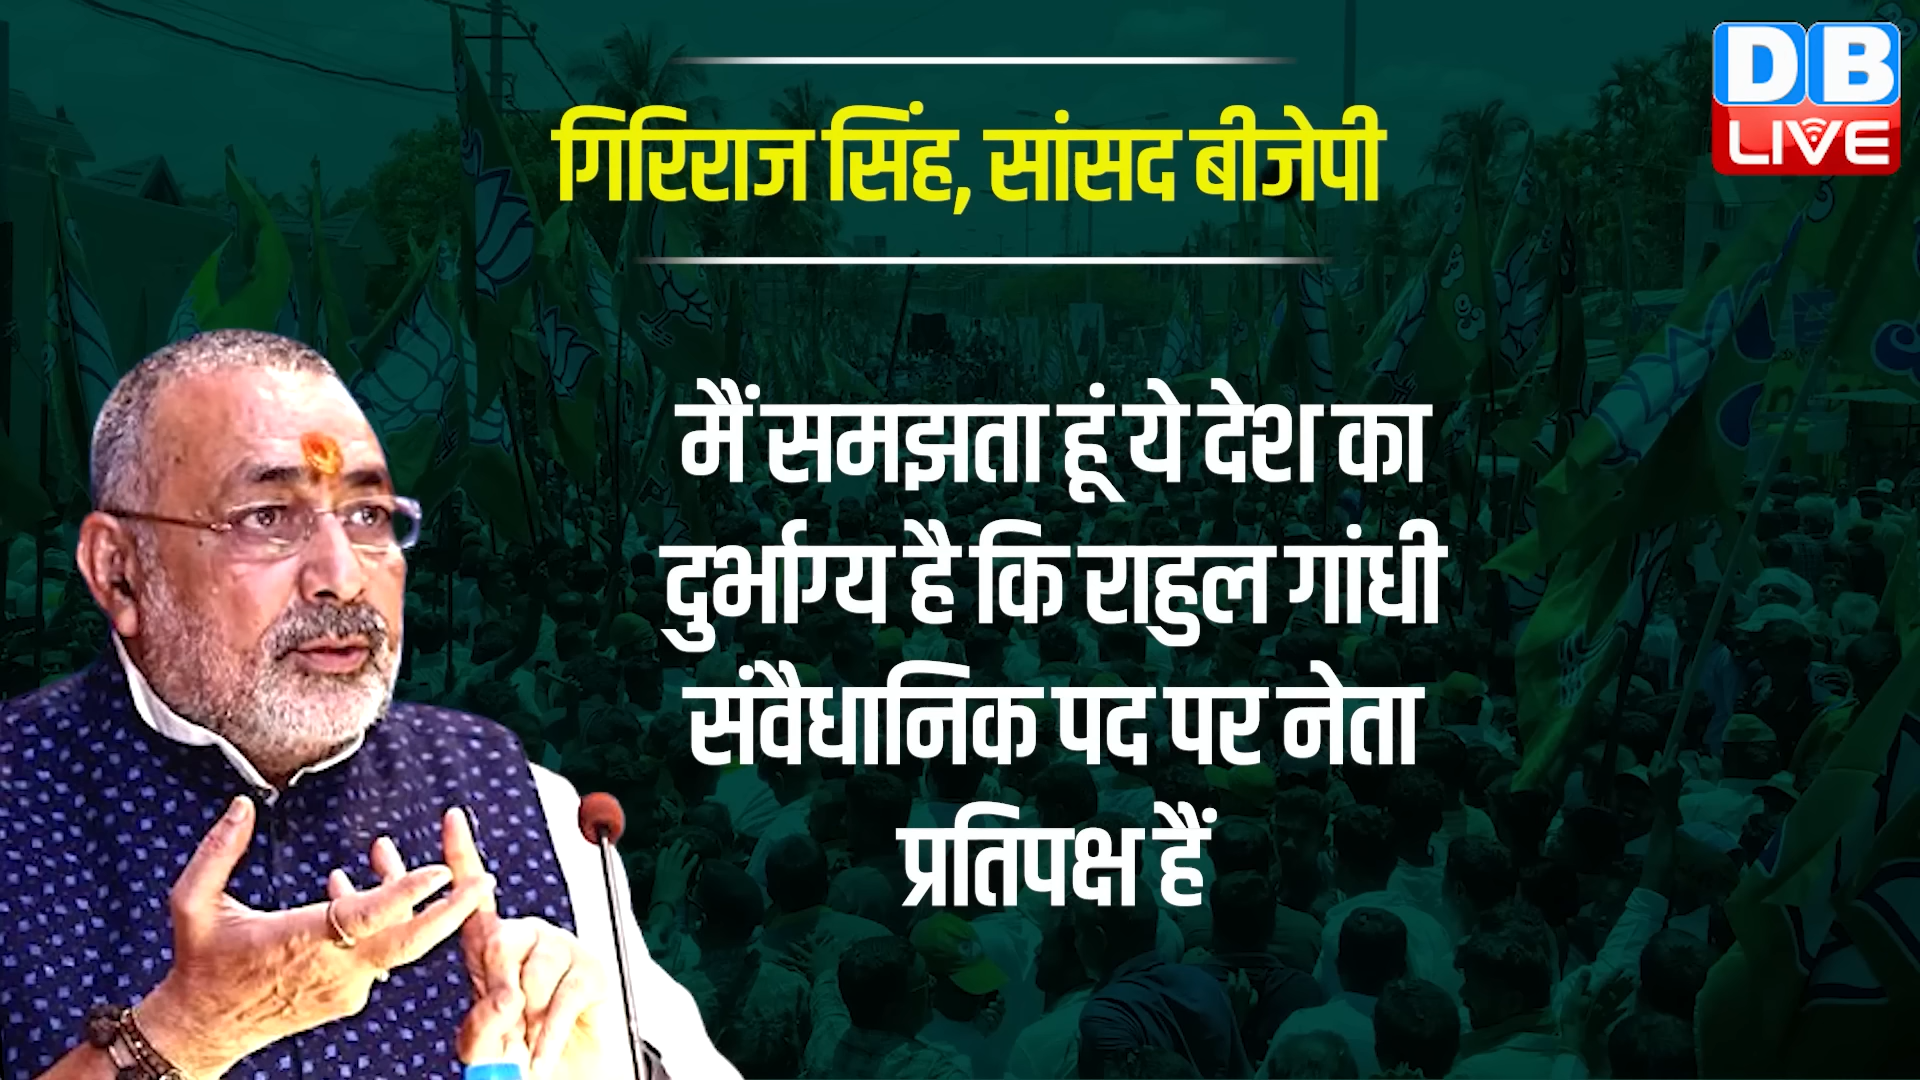 DB
LIVE
गिरिराज सिंह, सांसद बीजेपी
मैं समझता हूं ये देश का
दुर्भाग्य है कि राहुल गांधी
संवैधानिक पद पर नेता
प्रतिपक्ष हैं